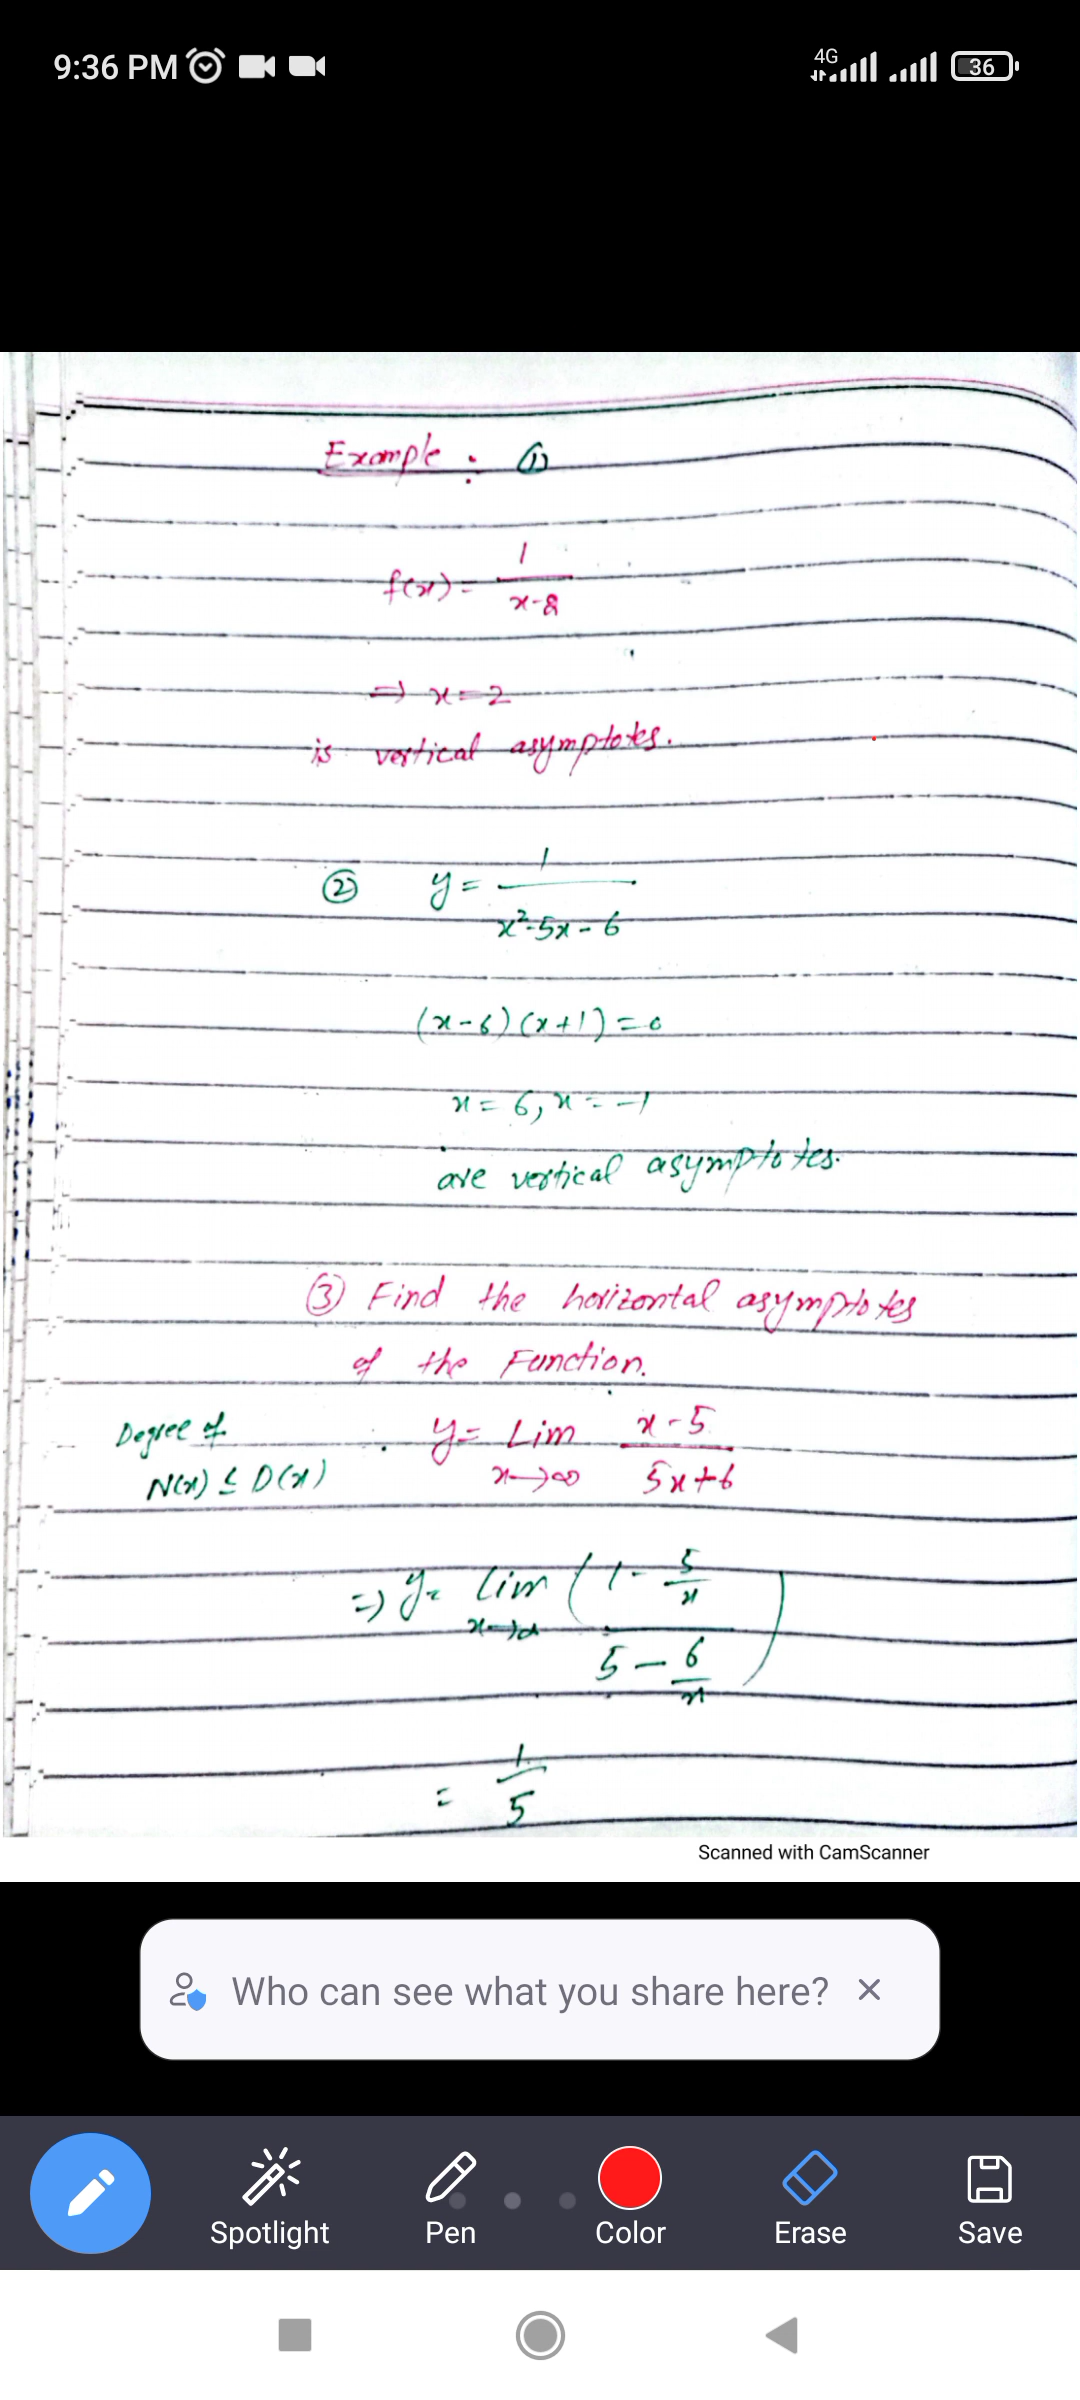 9:36 PM
4G
36
Example : ①
f(x) = 1/(x-2)
⇒ x = 2
is vertical asymptotes.
② y = 1/(x²-5x-6)
(x-6)(x+1) = 0
x = 6, x = -1
are vertical asymptotes.
③ Find the horizontal asymptotes
of the Function.
Degree of
N(x) ≤ D(x)
y = Lim x→∞ (x-5)/(5x+6)
⇒ y = lim x→∞ ((1 - 5/x)/(5 - 6/x))
= 1/5
Scanned with CamScanner
Who can see what you share here?
Spotlight
Pen
Color
Erase
Save